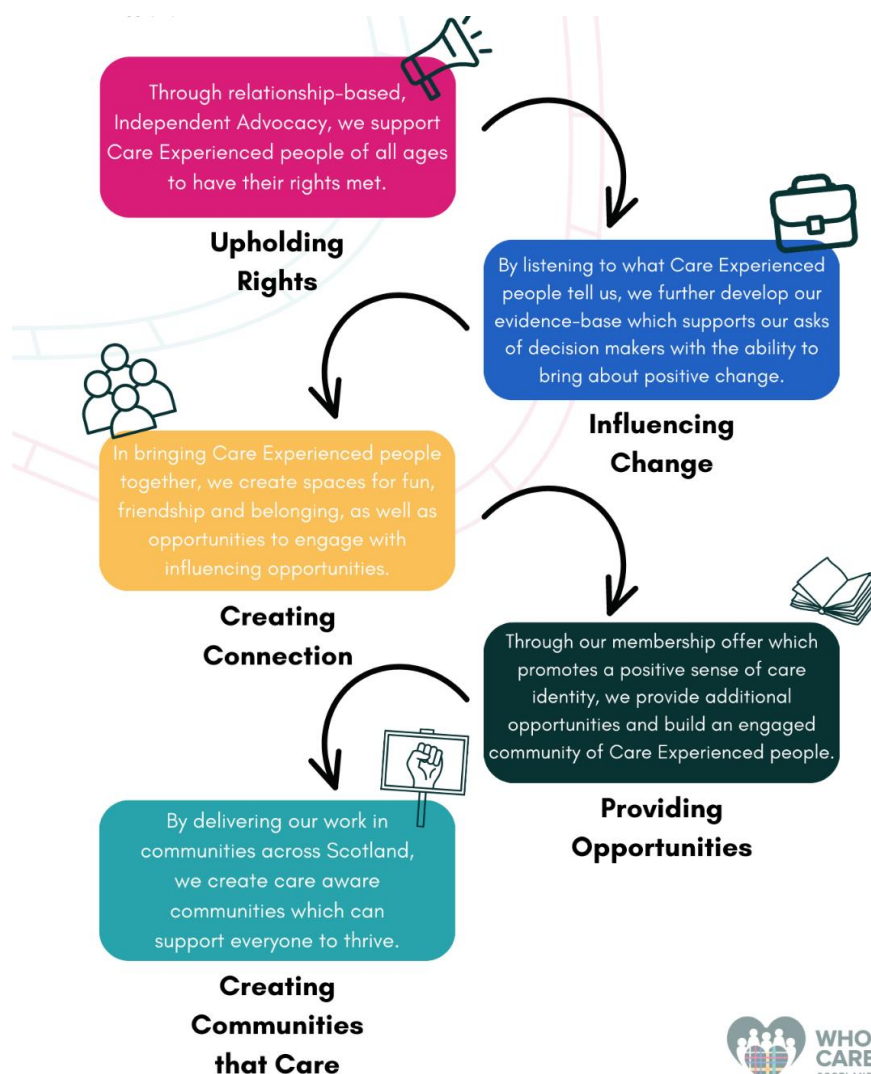 Through relationship-based,
Independent Advocacy, we support
Care Experienced people of all ages
to have their rights met.
Upholding
Rights
By listening to what Care Experienced
people tell us, we further develop our
evidence-base which supports our asks
of decision makers with the ability to
bring about positive change.
Influencing
Change
In bringing Care Experienced people
together, we create spaces for fun,
friendship and belonging, as well as
opportunities to engage with
influencing opportunities.
Creating
Connection
Through our membership offer which
promotes a positive sense of care
identity, we provide additional
opportunities and build an engaged
community of Care Experienced people.
Providing
Opportunities
By delivering our work in
communities across Scotland,
we create care aware
communities which can
support everyone to thrive.
Creating
Communities
that Care
WHO
CARE